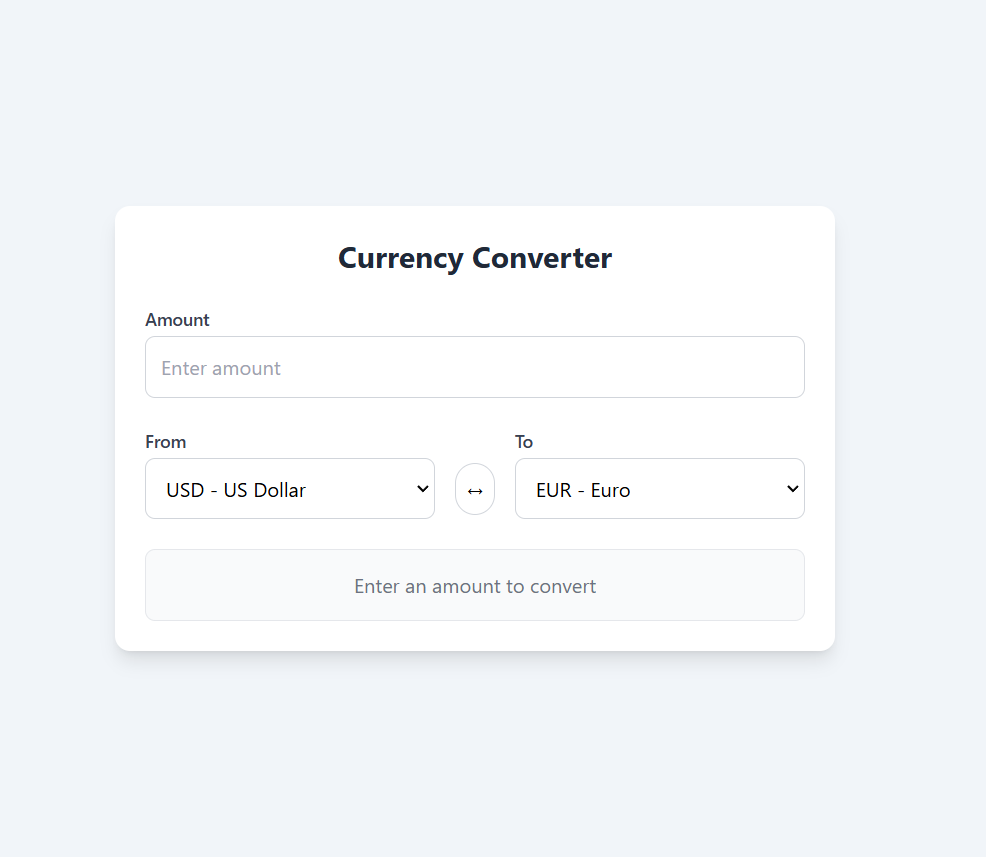 Currency Converter
Amount
Enter amount
From
To
USD - US Dollar
↔
EUR - Euro
Enter an amount to convert